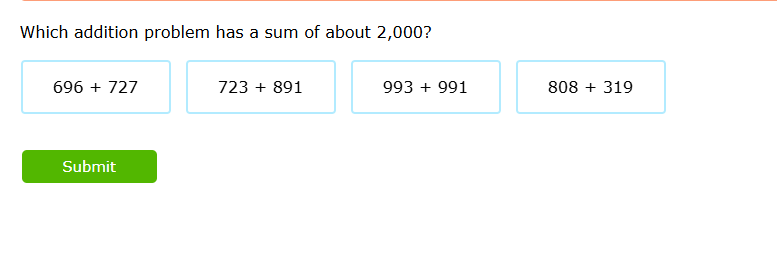 Which addition problem has a sum of about 2,000?
696 + 727 723 + 891 993 + 991 808 + 319
Submit